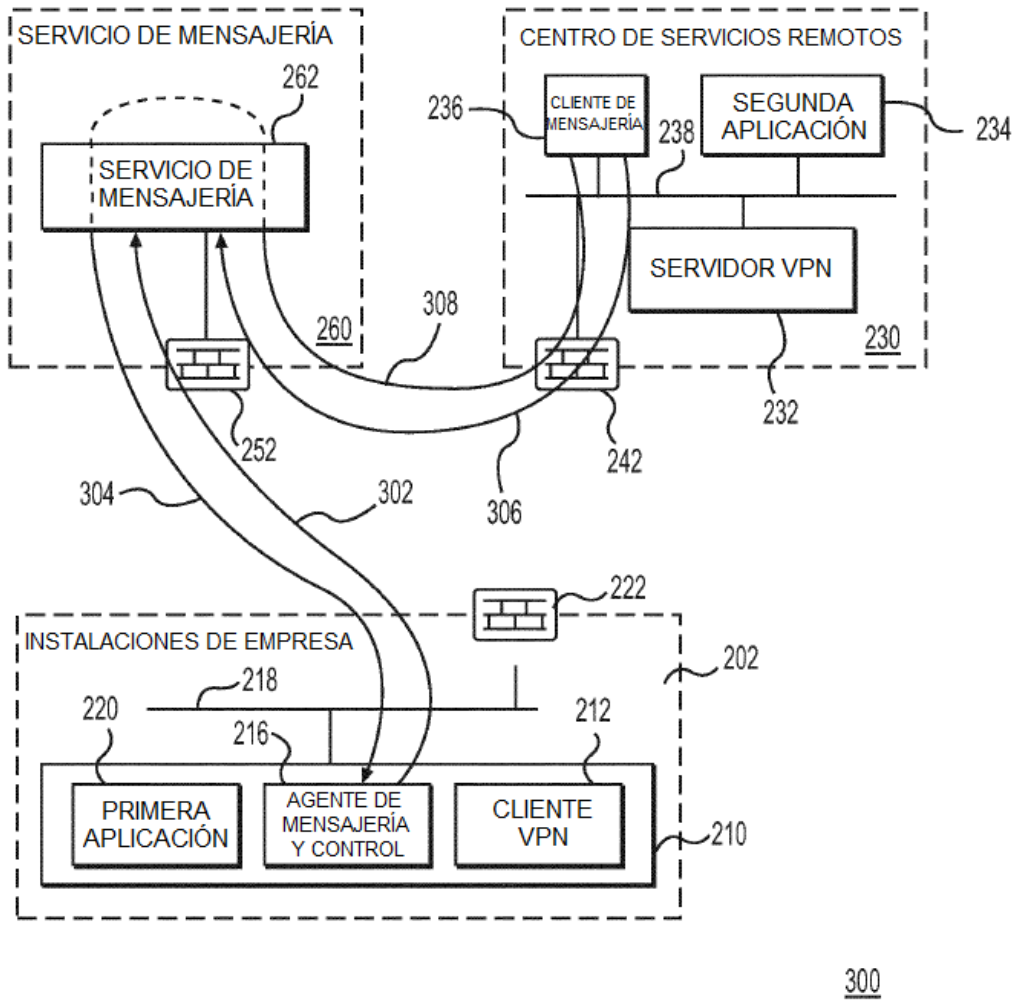 SERVICIO DE MENSAJERÍA
262
SERVICIO DE
MENSAJERÍA
260
252
CENTRO DE SERVICIOS REMOTOS
236
CLIENTE DE
MENSAJERÍA
238
SEGUNDA
APLICACIÓN
234
SERVIDOR VPN
230
232
242
308
306
304
302
222
INSTALACIONES DE EMPRESA
202
218
220
216
212
PRIMERA
APLICACIÓN
AGENTE DE
MENSAJERÍA
Y CONTROL
CLIENTE
VPN
210
300